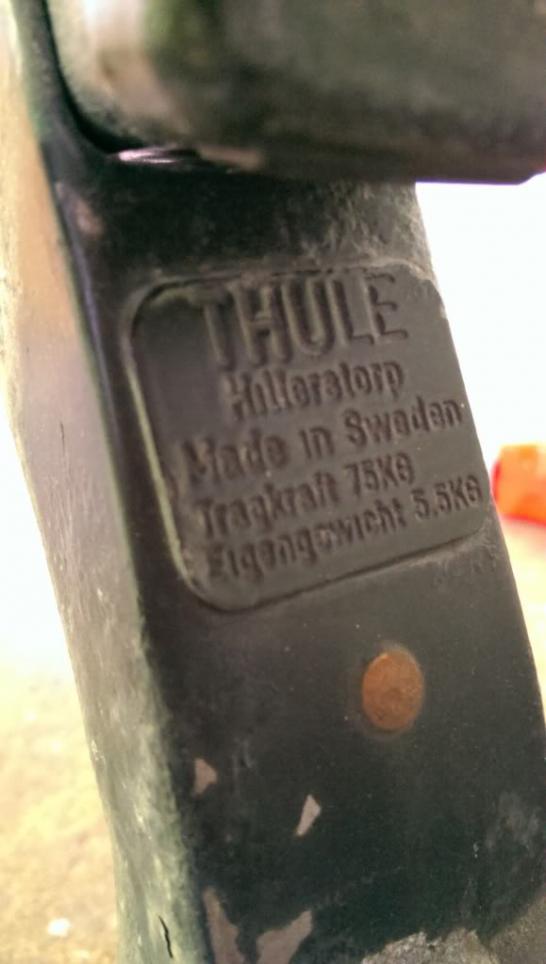 THULE
Hillerstorp
Made in Sweden
Tragkraft 75KG
Eigengewicht 5,5KG